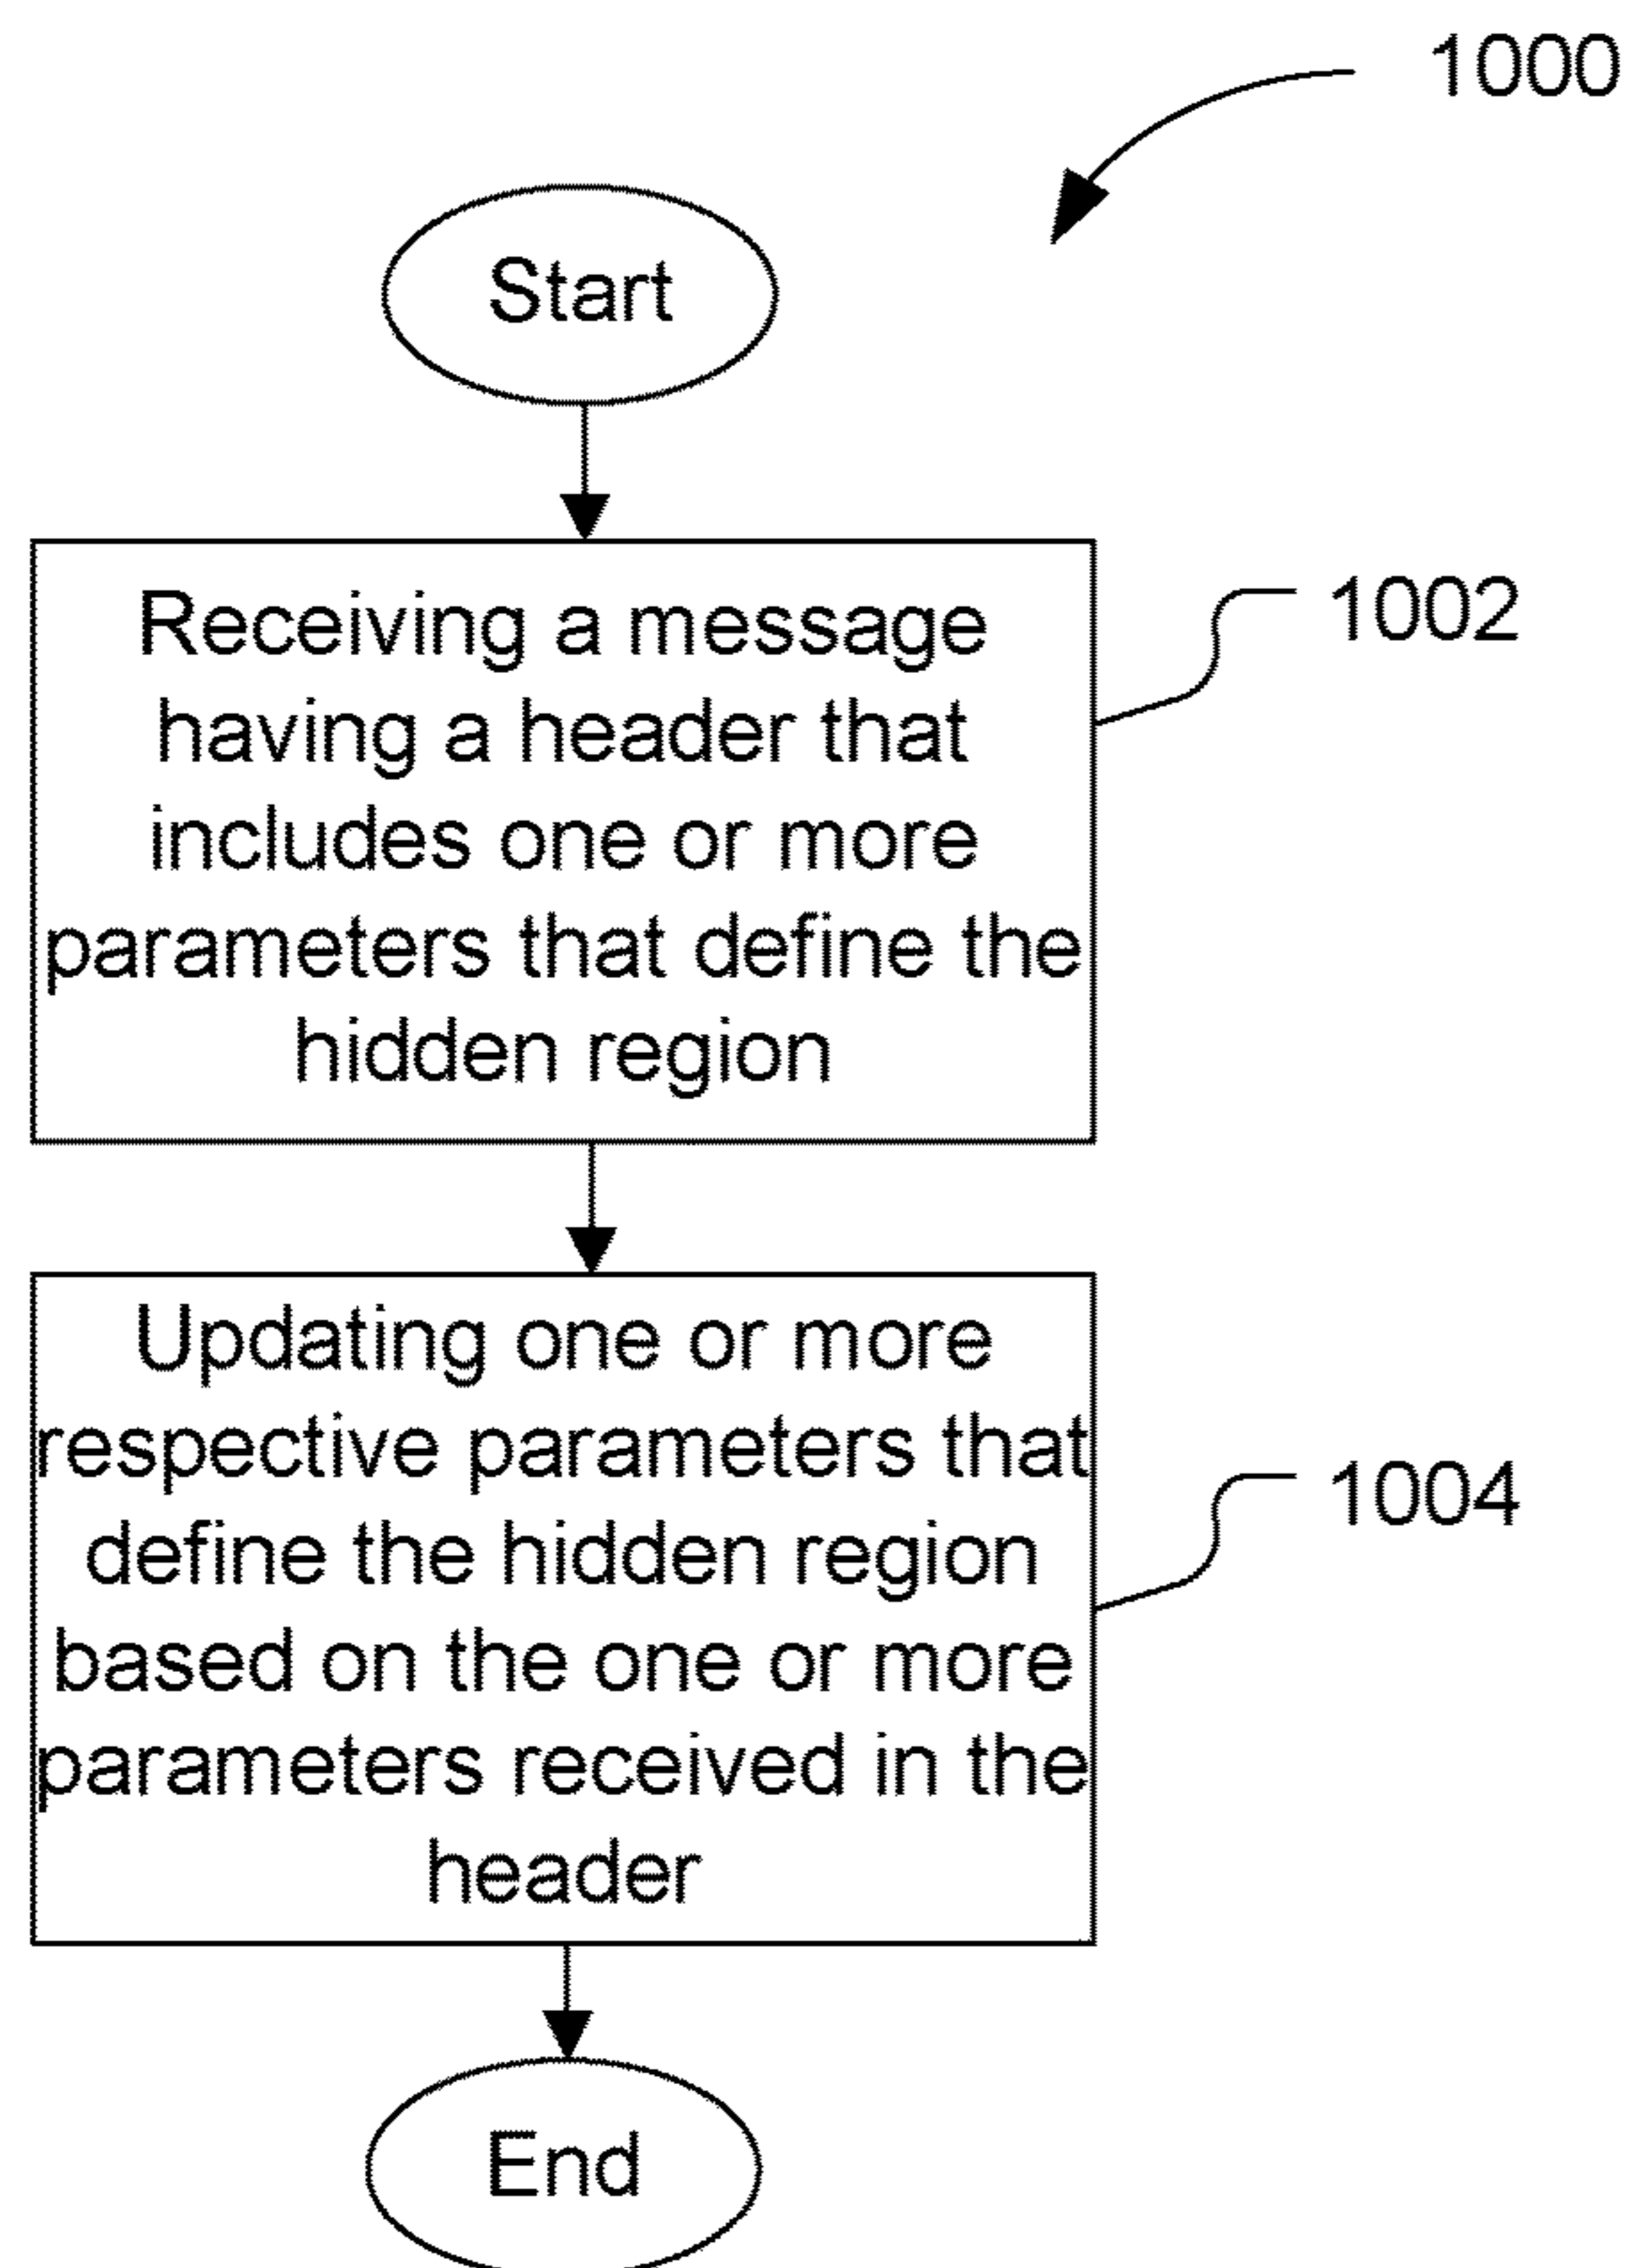 1000
Start
Receiving a message
having a header that
includes one or more
parameters that define the
hidden region
1002
Updating one or more
respective parameters that
define the hidden region
based on the one or more
parameters received in the
header
1004
End